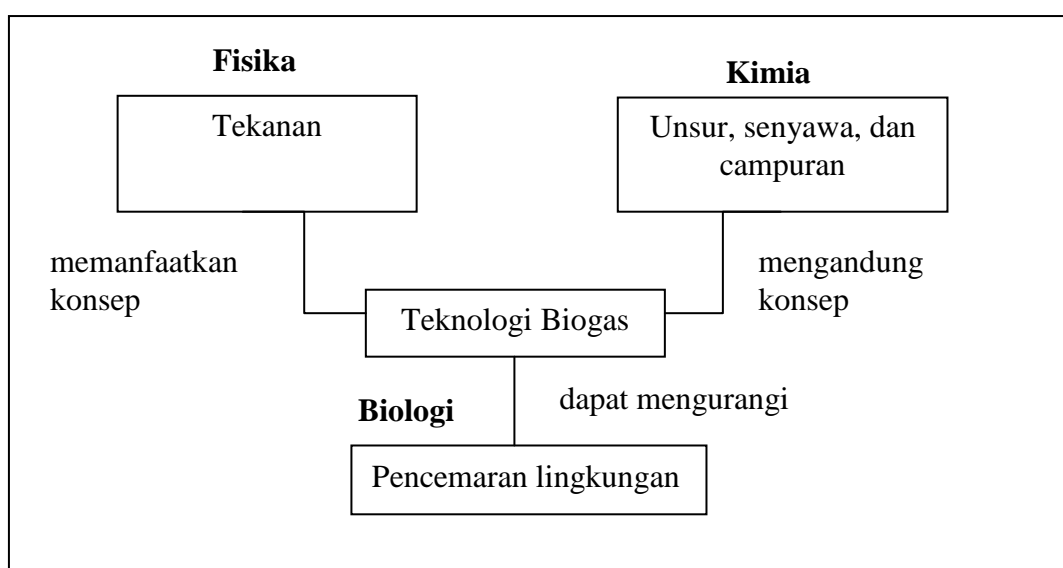 Fisika
Kimia
Tekanan
Unsur, senyawa, dan
campuran
memanfaatkan
konsep
mengandung
konsep
Teknologi Biogas
dapat mengurangi
Biologi
Pencemaran lingkungan